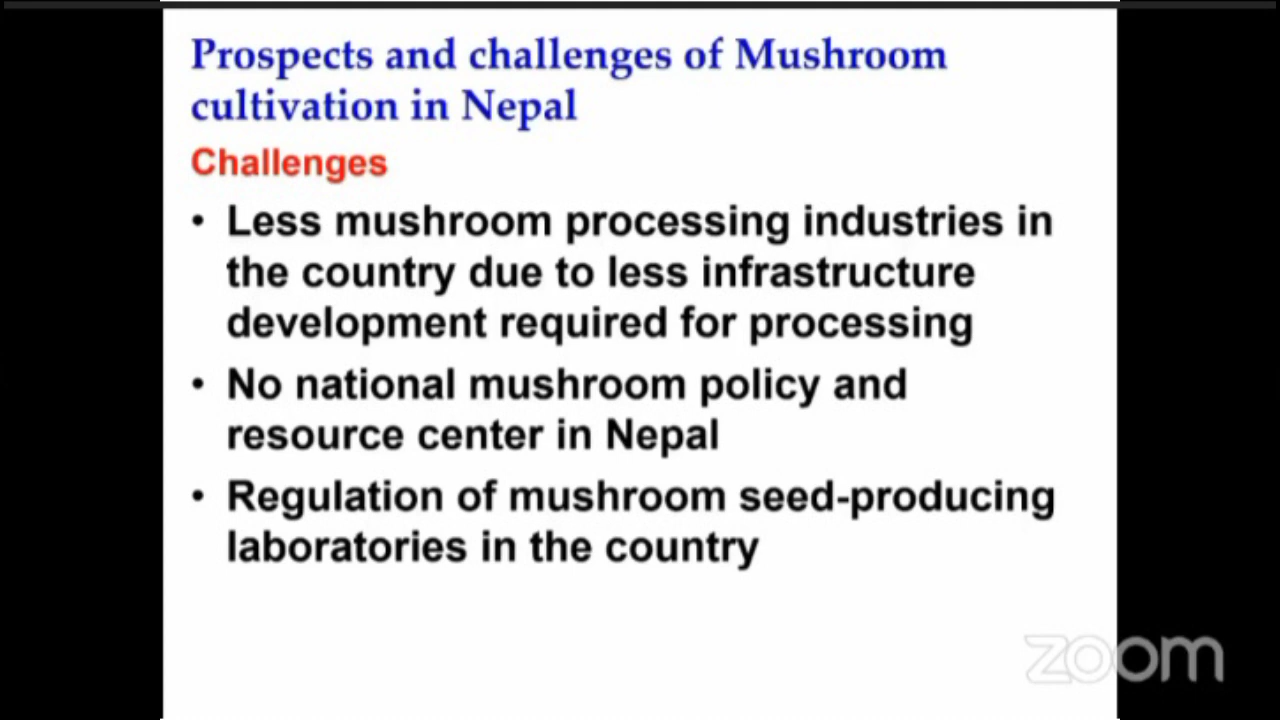 Prospects and challenges of Mushroom
cultivation in Nepal
Challenges
• Less mushroom processing industries in
the country due to less infrastructure
development required for processing
• No national mushroom policy and
resource center in Nepal
• Regulation of mushroom seed-producing
laboratories in the country
zoom